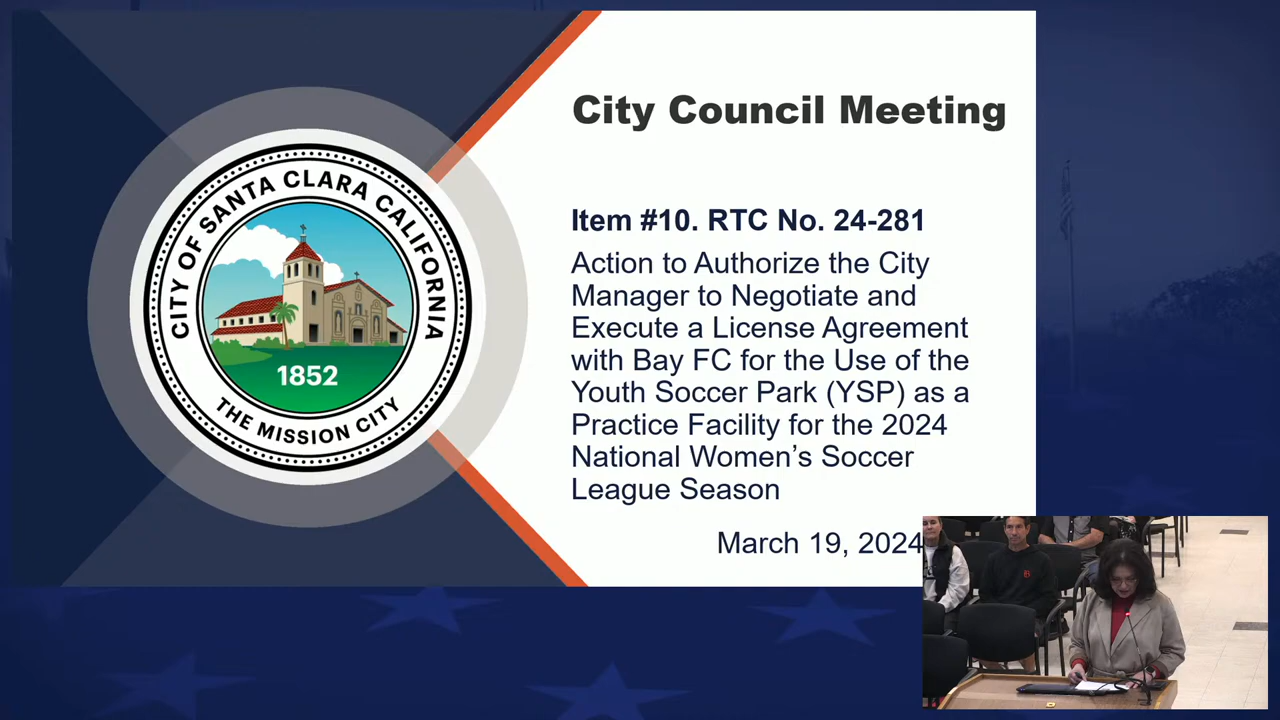 CITY OF SANTA CLARA CALIFORNIA
1852
THE MISSION CITY
City Council Meeting
Item #10. RTC No. 24-281
Action to Authorize the City
Manager to Negotiate and
Execute a License Agreement
with Bay FC for the Use of the
Youth Soccer Park (YSP) as a
Practice Facility for the 2024
National Women’s Soccer
League Season
March 19, 2024